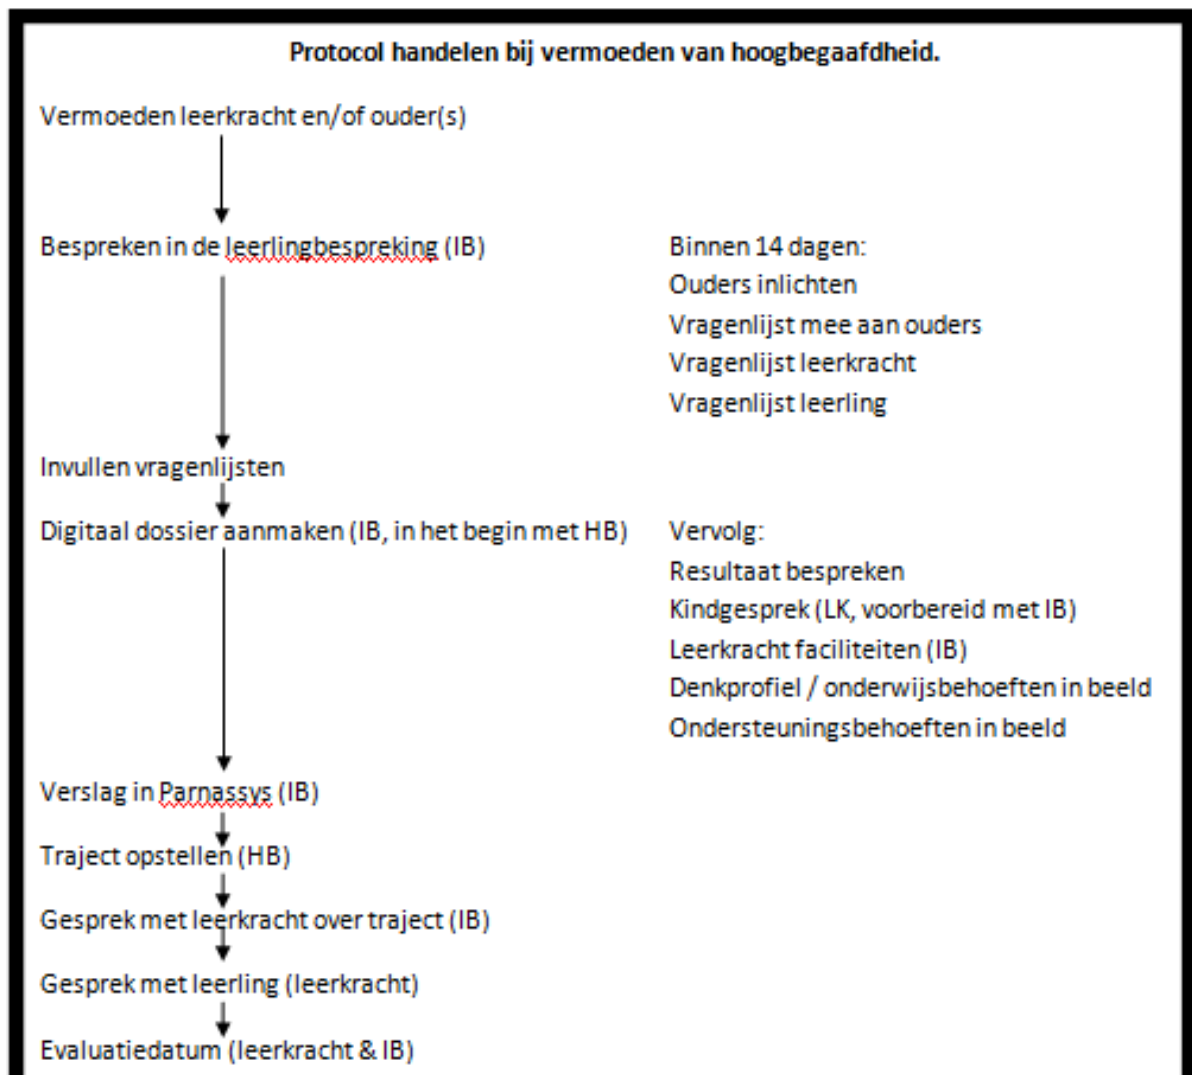 Protocol handelen bij vermoeden van hoogbegaafdheid.
Vermoeden leerkracht en/of ouder(s)
Bespreken in de leerlingbespreking (IB)
Binnen 14 dagen:
Ouders inlichten
Vragenlijst mee aan ouders
Vragenlijst leerkracht
Vragenlijst leerling
Invullen vragenlijsten
Digitaal dossier aanmaken (IB, in het begin met HB)
Vervolg:
Resultaat bespreken
Kindgesprek (LK, voorbereid met IB)
Leerkracht faciliteiten (IB)
Denkprofiel / onderwijsbehoeften in beeld
Ondersteuningsbehoeften in beeld
Verslag in Parnassys (IB)
Traject opstellen (HB)
Gesprek met leerkracht over traject (IB)
Gesprek met leerling (leerkracht)
Evaluatiedatum (leerkracht & IB)